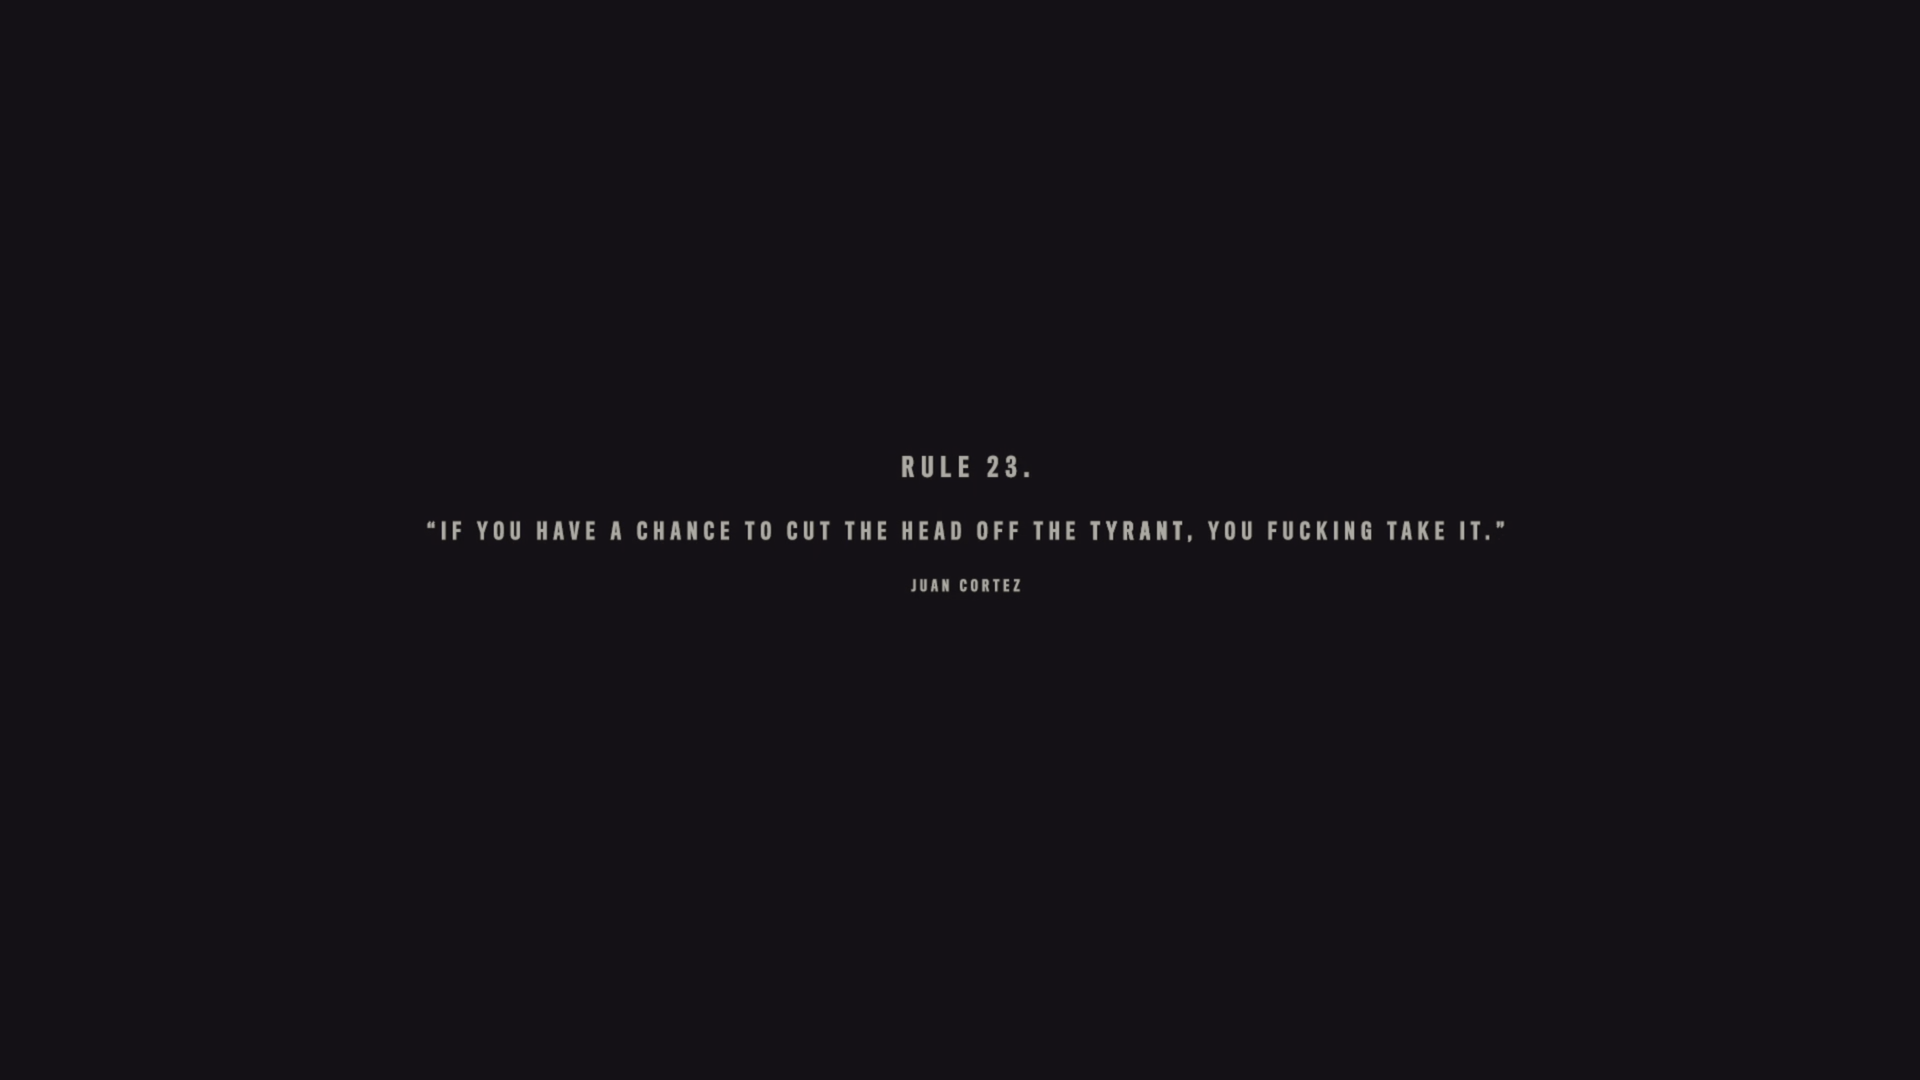 RULE 23.
“IF YOU HAVE A CHANCE TO CUT THE HEAD OFF THE TYRANT, YOU FUCKING TAKE IT.”
JUAN CORTEZ